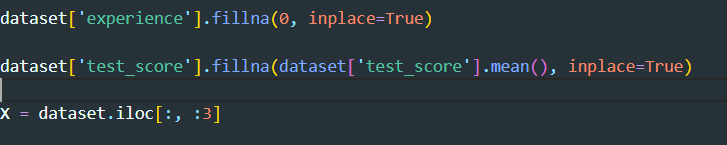 dataset['experience'].fillna(0, inplace=True)
dataset['test_score'].fillna(dataset['test_score'].mean(), inplace=True)
X = dataset.iloc[:, :3]